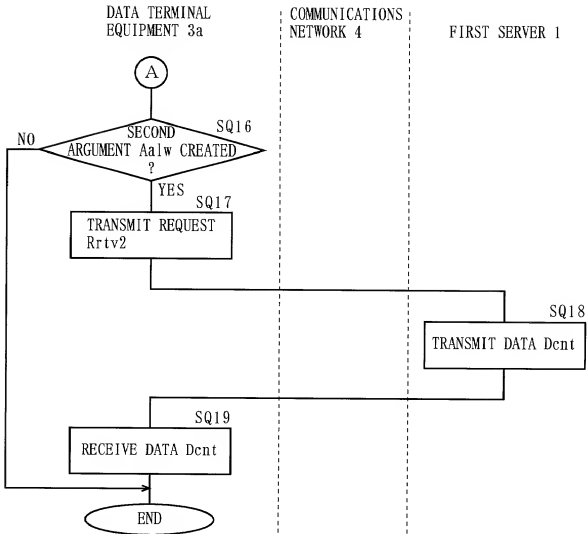 DATA TERMINAL
EQUIPMENT 3a
COMMUNICATIONS
NETWORK 4
FIRST SERVER 1
A
SQ16
NO
SECOND
ARGUMENT Aalw CREATED
?
YES
SQ17
TRANSMIT REQUEST
Rrtv2
SQ18
TRANSMIT DATA Dcnt
SQ19
RECEIVE DATA Dcnt
END